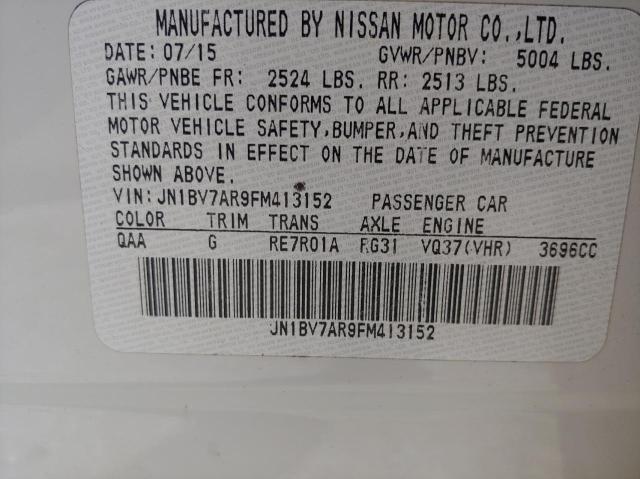 MANUFACTURED BY NISSAN MOTOR CO.,LTD.
DATE: 07/15 GVWR/PNBV: 5004 LBS.
GAWR/PNBE FR: 2524 LBS. RR: 2513 LBS.
THIS VEHICLE CONFORMS TO ALL APPLICABLE FEDERAL
MOTOR VEHICLE SAFETY,BUMPER,AND THEFT PREVENTION
STANDARDS IN EFFECT ON THE DATE OF MANUFACTURE
SHOWN ABOVE.
VIN:JN1BV7AR9FM413152 PASSENGER CAR
COLOR TRIM TRANS AXLE ENGINE
QAA G RE7R01A RG31 VQ37(VHR) 3696CC
JN1BV7AR9FM413152